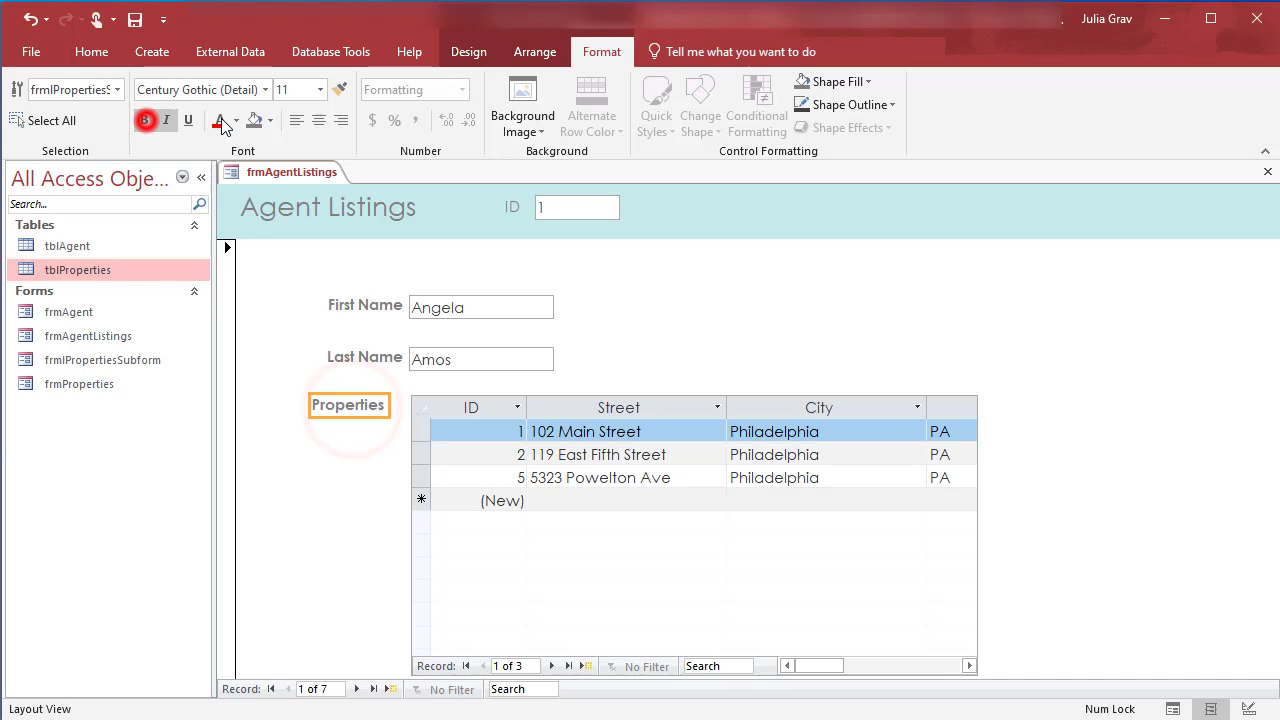 Julia Grav
File Home Create External Data Database Tools Help Design Arrange Format Tell me what you want to do
frmPropertiesS Century Gothic (Detail) 11 Formatting
Select All B I U A $ % , Background Image Alternate Row Color Quick Styles Change Shape Conditional Formatting Shape Fill Shape Outline Shape Effects
Selection Font Number Background Control Formatting
All Access Obje...
Search...
Tables
tblAgent
tblProperties
Forms
frmAgent
frmAgentListings
frmlPropertiesSubform
frmProperties
frmAgentListings
Agent Listings ID 1
First Name Angela
Last Name Amos
Properties
ID Street City
1 102 Main Street Philadelphia PA
2 119 East Fifth Street Philadelphia PA
5 5323 Powelton Ave Philadelphia PA
* (New)
Record: 1 of 3 No Filter Search
Record: 1 of 7 No Filter Search
Layout View Num Lock